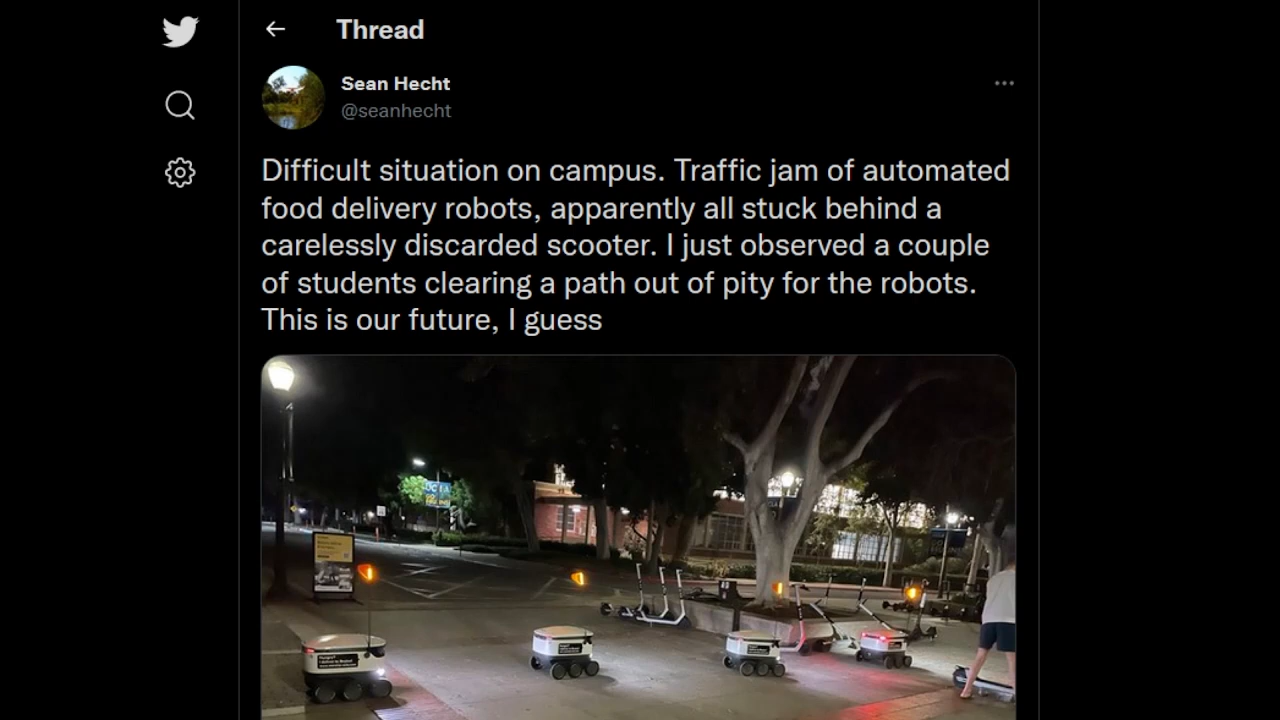 Thread
Sean Hecht
@seanhecht
Difficult situation on campus. Traffic jam of automated
food delivery robots, apparently all stuck behind a
carelessly discarded scooter. I just observed a couple
of students clearing a path out of pity for the robots.
This is our future, I guess
UCLA